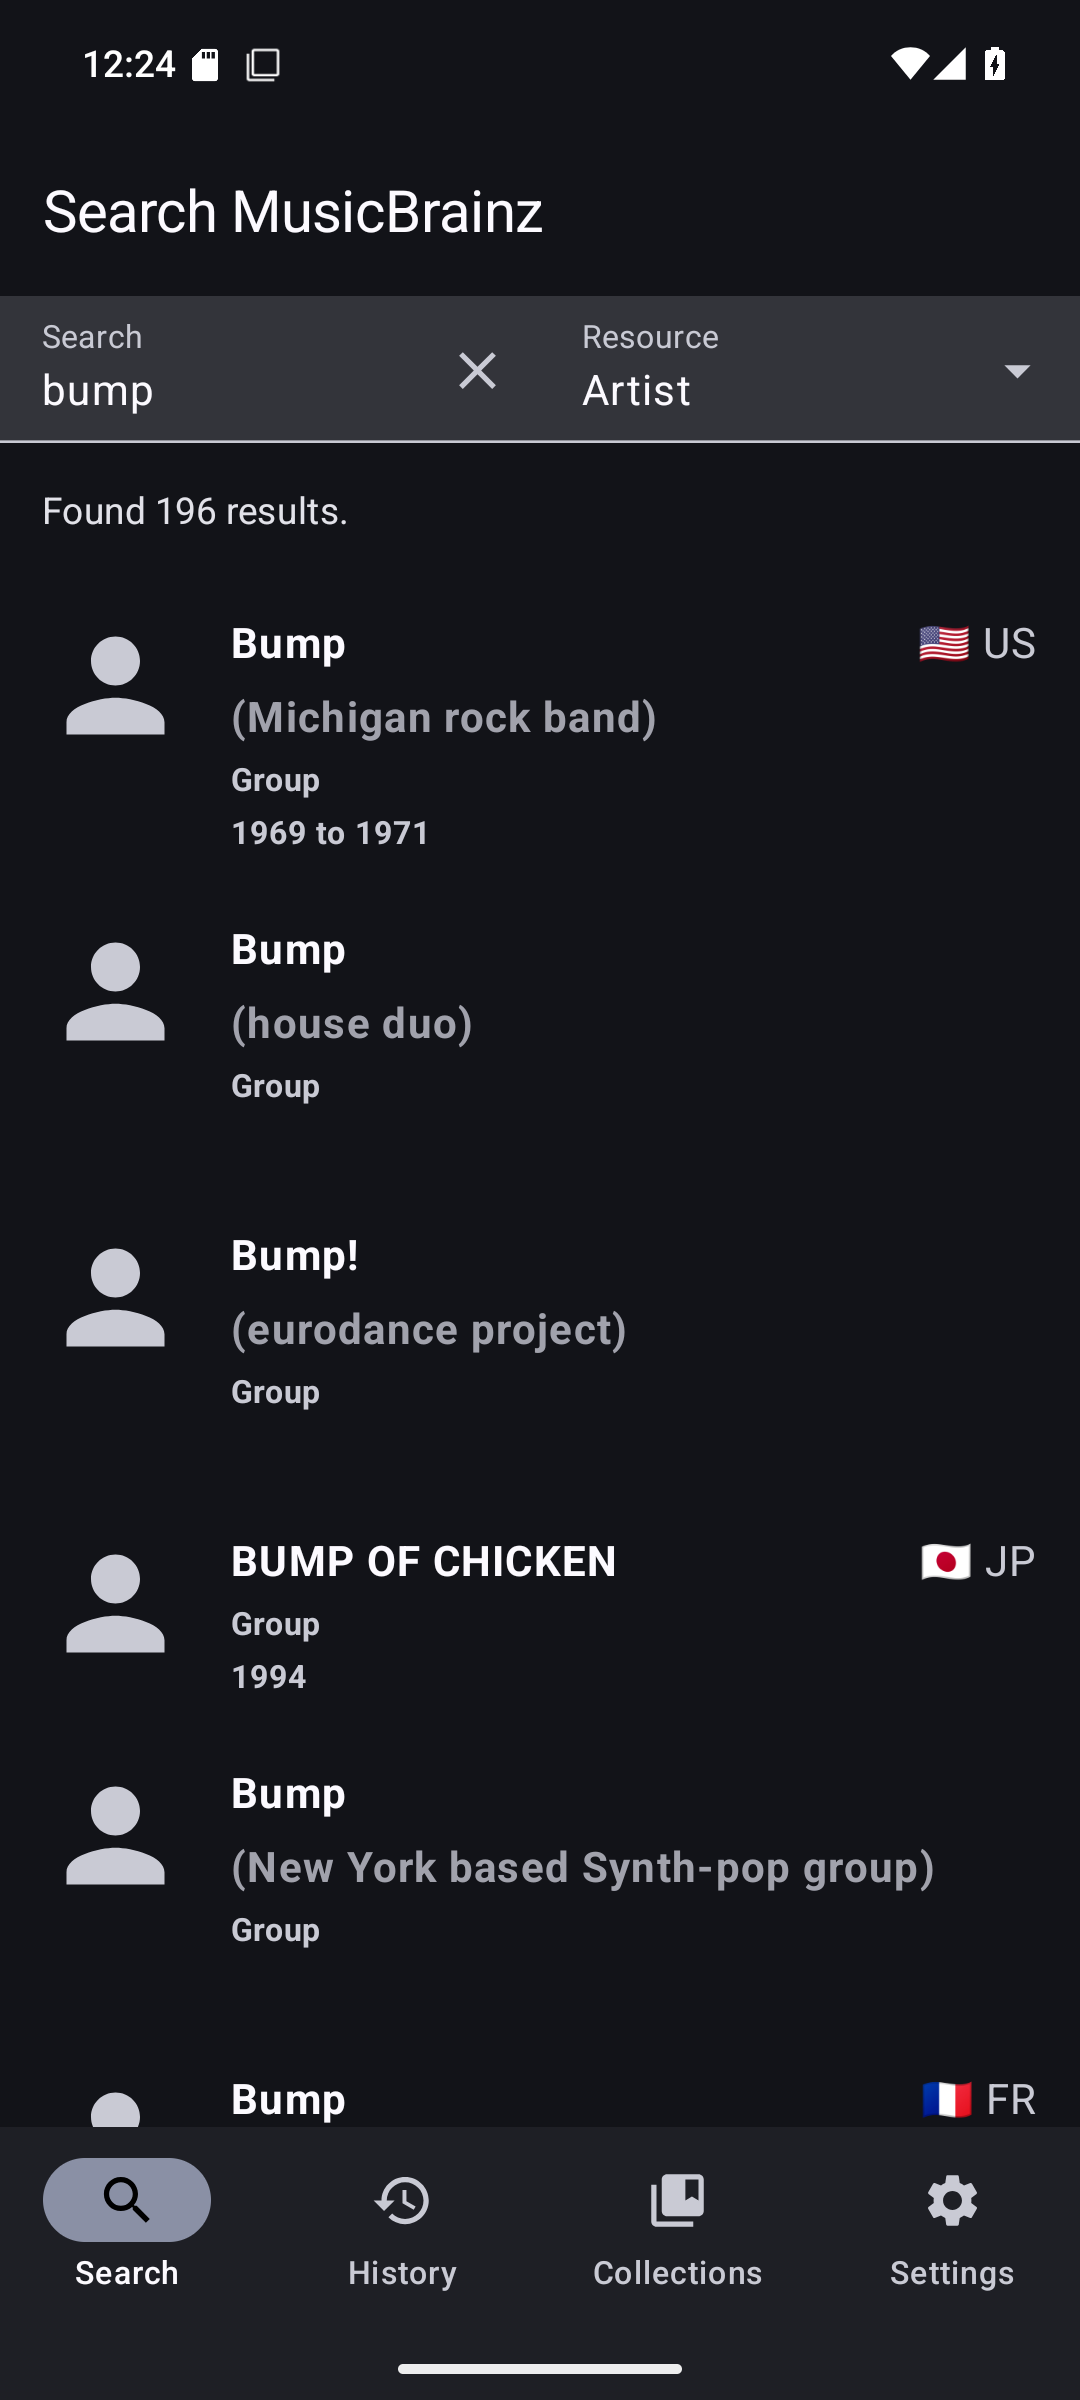 12:24
Search MusicBrainz
Search
bump
Resource
Artist
Found 196 results.
Bump
US
(Michigan rock band)
Group
1969 to 1971
Bump
(house duo)
Group
Bump!
(eurodance project)
Group
BUMP OF CHICKEN
JP
Group
1994
Bump
(New York based Synth-pop group)
Group
Bump
FR
Search
History
Collections
Settings